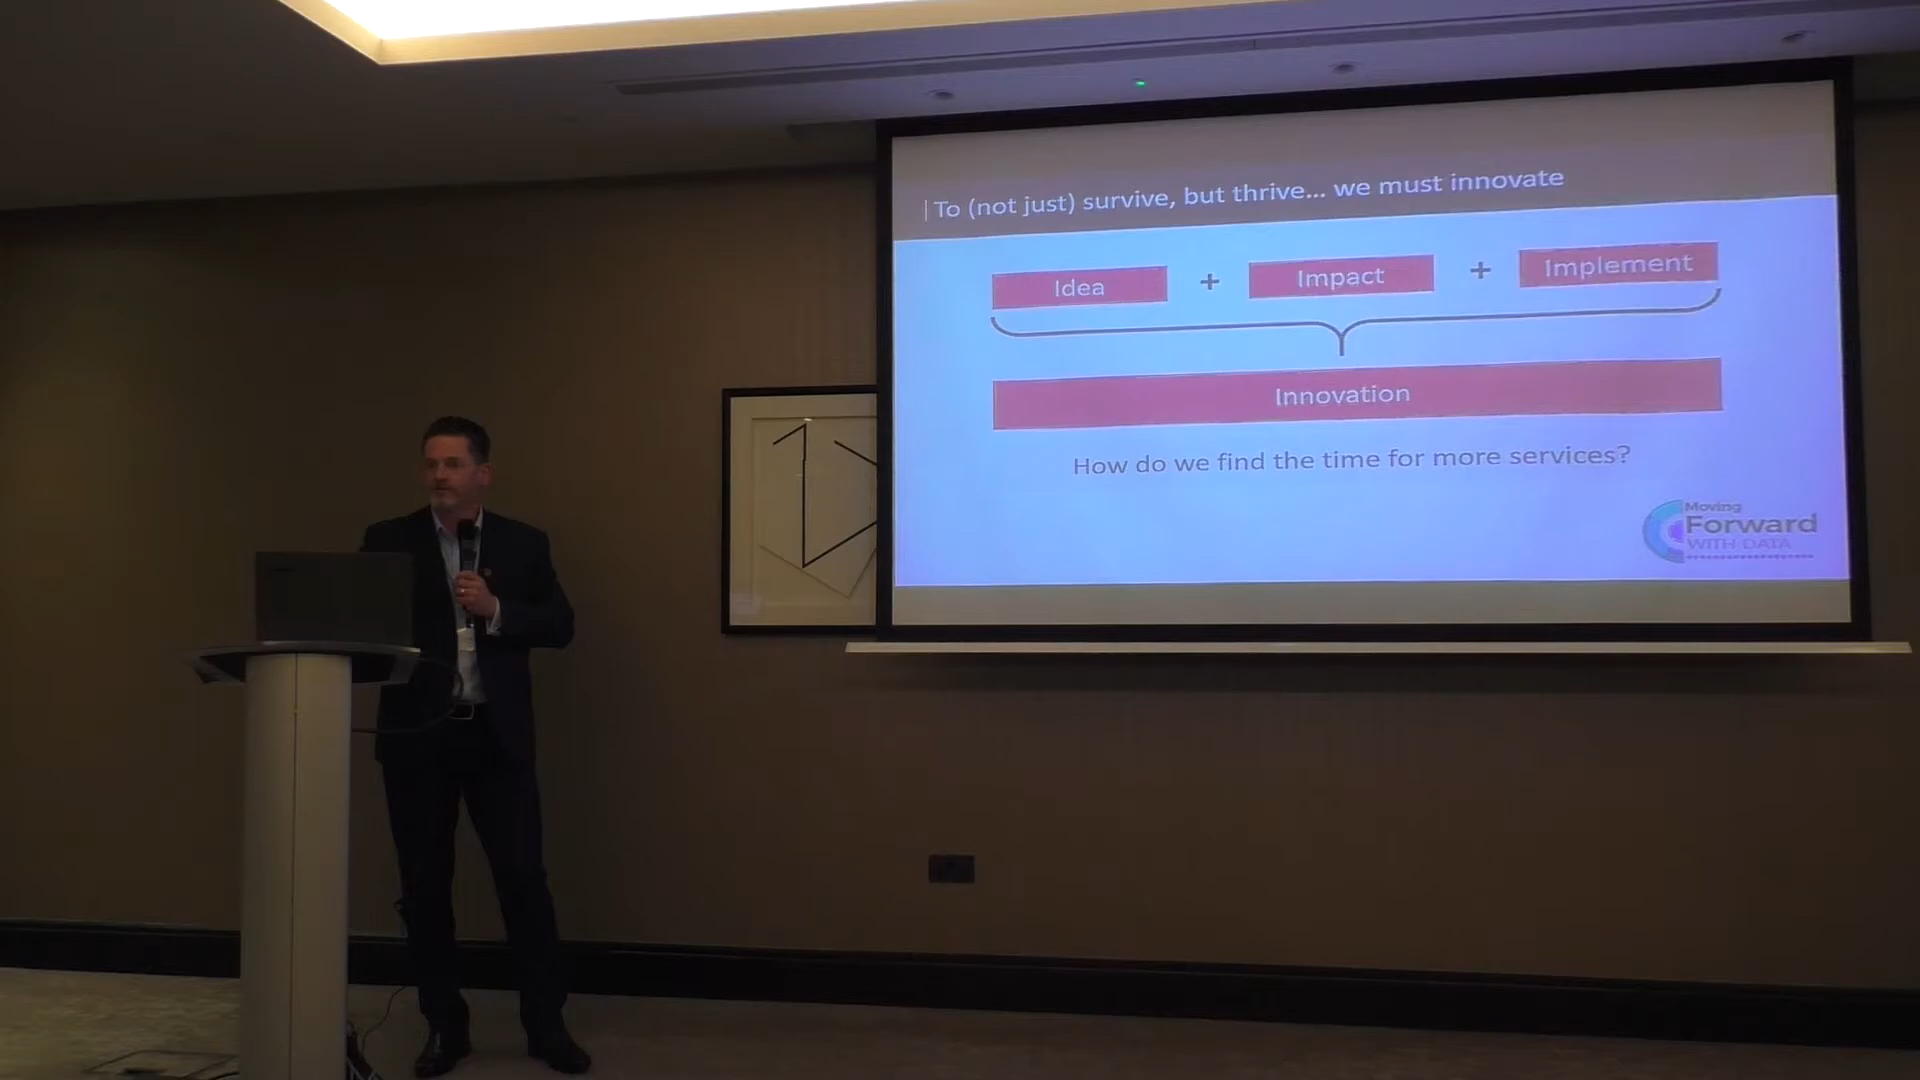 To (not just) survive, but thrive... we must innovate
Idea + Impact + Implement
Innovation
How do we find the time for more services?
Moving
Forward
WITH DATA